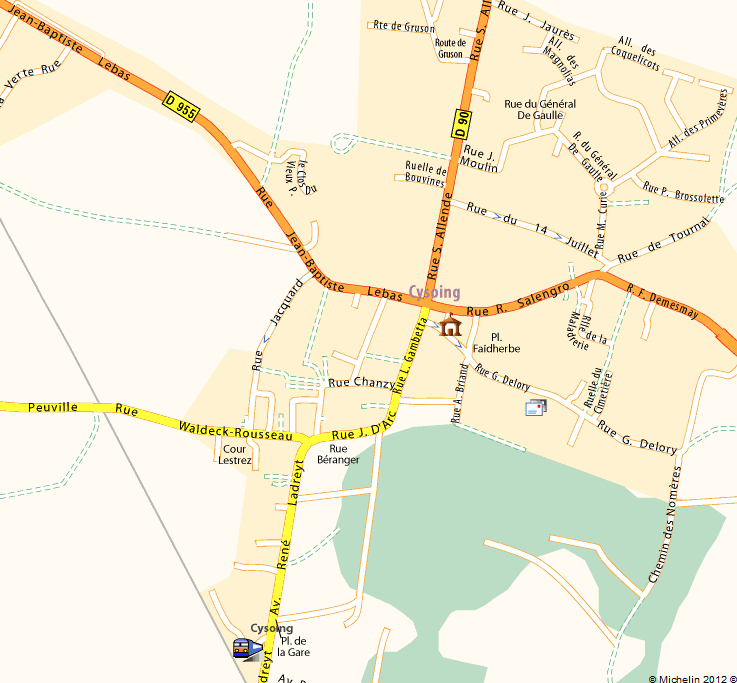 Jean-Baptiste Lebas
Verte Rue
Rte de Gruson
Route de
Gruson
Rue S. All
Rue J. Jaurès
All. des
Magnolias
All. des
Coquelicots
D 955
D 90
Rue du Général
De Gaulle
All. des Primevères
Rue J.
Moulin
R. du Général
De Gaulle
Ruelle de
Bouvines
Rue P. Brossolette
le Clos Du
Vieux P.
Rue du 14 Juillet
Rue M. Curie
Rue de Tournai
Rue S. Allende
Rue Jean-Baptiste Lebas
Cysoing
Rue R. Salengro
R. F. Demesmay
Rue Jacquard
Rlle de la
Maladrerie
Pl.
Faidherbe
Rue L. Gambetta
Rue Chanzy
Rue G. Delory
Rue A. Briand
Ruelle du
Cimetière
Peuville Rue
Waldeck-Rousseau
Rue J. D'Arc
Rue G. Delory
Cour
Lestrez
Rue
Béranger
Av. René Ladreyt
Chemin des Nomères
Cysoing
Pl. de
la Gare
dreyt
© Michelin 2012 ©